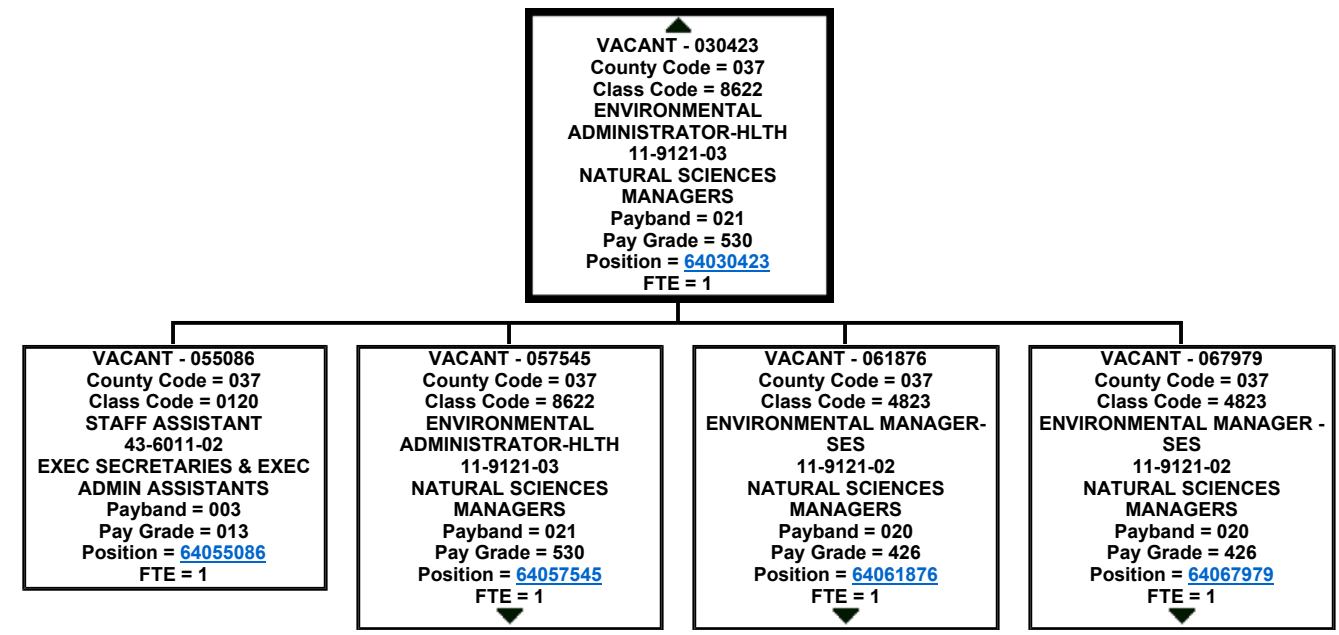 VACANT - 030423
County Code = 037
Class Code = 8622
ENVIRONMENTAL
ADMINISTRATOR-HLTH
11-9121-03
NATURAL SCIENCES
MANAGERS
Payband = 021
Pay Grade = 530
Position = 64030423
FTE = 1
VACANT - 055086
County Code = 037
Class Code = 0120
STAFF ASSISTANT
43-6011-02
EXEC SECRETARIES & EXEC
ADMIN ASSISTANTS
Payband = 003
Pay Grade = 013
Position = 64055086
FTE = 1
VACANT - 057545
County Code = 037
Class Code = 8622
ENVIRONMENTAL
ADMINISTRATOR-HLTH
11-9121-03
NATURAL SCIENCES
MANAGERS
Payband = 021
Pay Grade = 530
Position = 64057545
FTE = 1
VACANT - 061876
County Code = 037
Class Code = 4823
ENVIRONMENTAL MANAGER-
SES
11-9121-02
NATURAL SCIENCES
MANAGERS
Payband = 020
Pay Grade = 426
Position = 64061876
FTE = 1
VACANT - 067979
County Code = 037
Class Code = 4823
ENVIRONMENTAL MANAGER -
SES
11-9121-02
NATURAL SCIENCES
MANAGERS
Payband = 020
Pay Grade = 426
Position = 64067979
FTE = 1